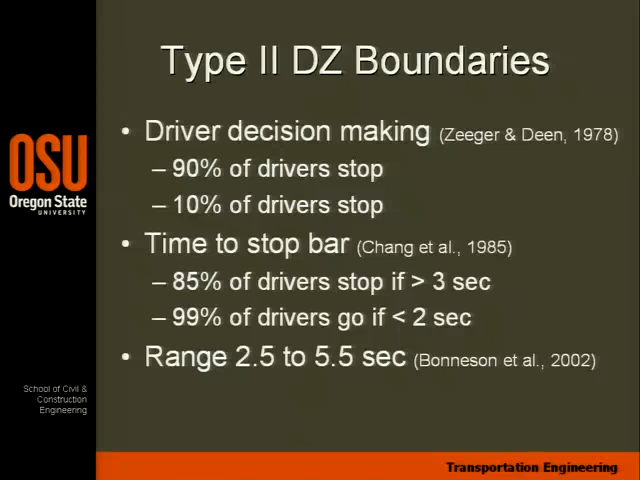 Type II DZ Boundaries
• Driver decision making (Zeeger & Deen, 1978)
– 90% of drivers stop
– 10% of drivers stop
• Time to stop bar (Chang et al., 1985)
– 85% of drivers stop if > 3 sec
– 99% of drivers go if < 2 sec
• Range 2.5 to 5.5 sec (Bonneson et al., 2002)
OSU
Oregon State
UNIVERSITY
School of Civil &
Construction
Engineering
Transportation Engineering